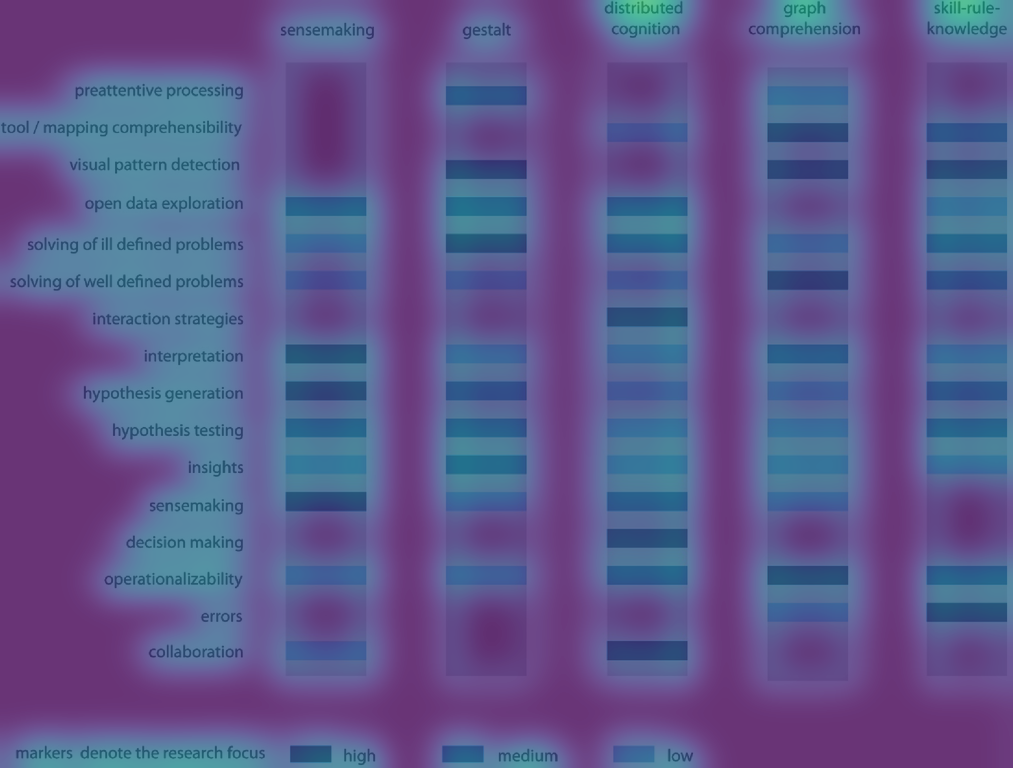 sensemaking gestalt distributed cognition graph comprehension skill-rule-knowledge
preattentive processing
tool / mapping comprehensibility
visual pattern detection
open data exploration
solving of ill defined problems
solving of well defined problems
interaction strategies
interpretation
hypothesis generation
hypothesis testing
insights
sensemaking
decision making
operationalizability
errors
collaboration
markers denote the research focus high medium low